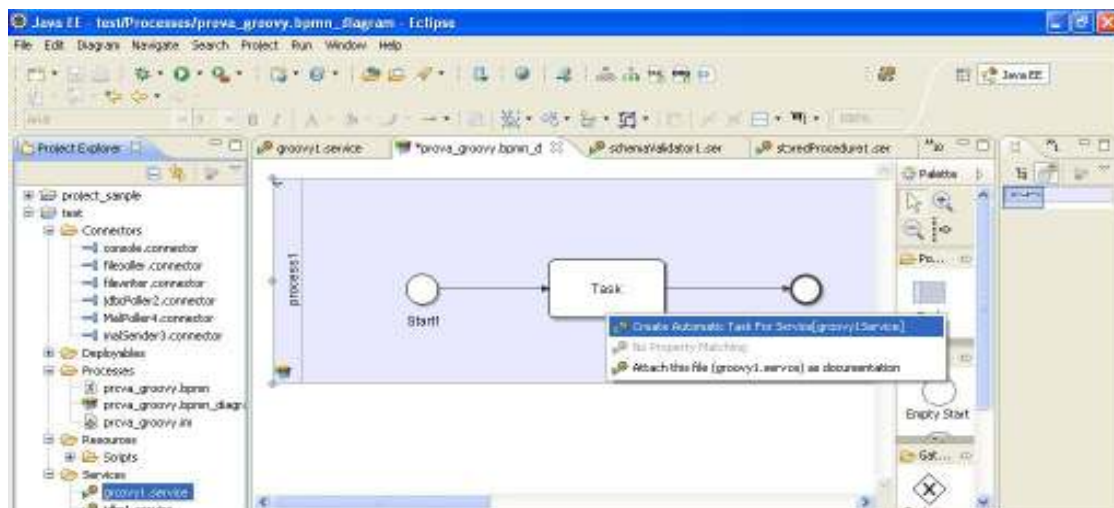 Java EE - test/Processes/prova_groovy.bpmn_diagram - Eclipse
File Edit Diagram Navigate Search Project Run Window Help
Java EE
Project Explorer
groovy1.service
*prova_groovy.bpmn_d
schemaValidator1.ser
storedProcedure1.ser
Palette
project_sample
test
Connectors
console.connector
filepoller.connector
filewriter.connector
JdbcPoller2.connector
MailPoller4.connector
mailSender3.connector
Deployables
Processes
prova_groovy.bpmn
prova_groovy.bpmn_diagra
prova_groovy.ini
Resources
Scripts
Services
groovy1.service
process1
Start1
Task
Create Automatic Task For Service[groovy1Service]
No Property Matching
Attach this file (groovy1.service) as documentation
Po...
Empty Start
Gat...